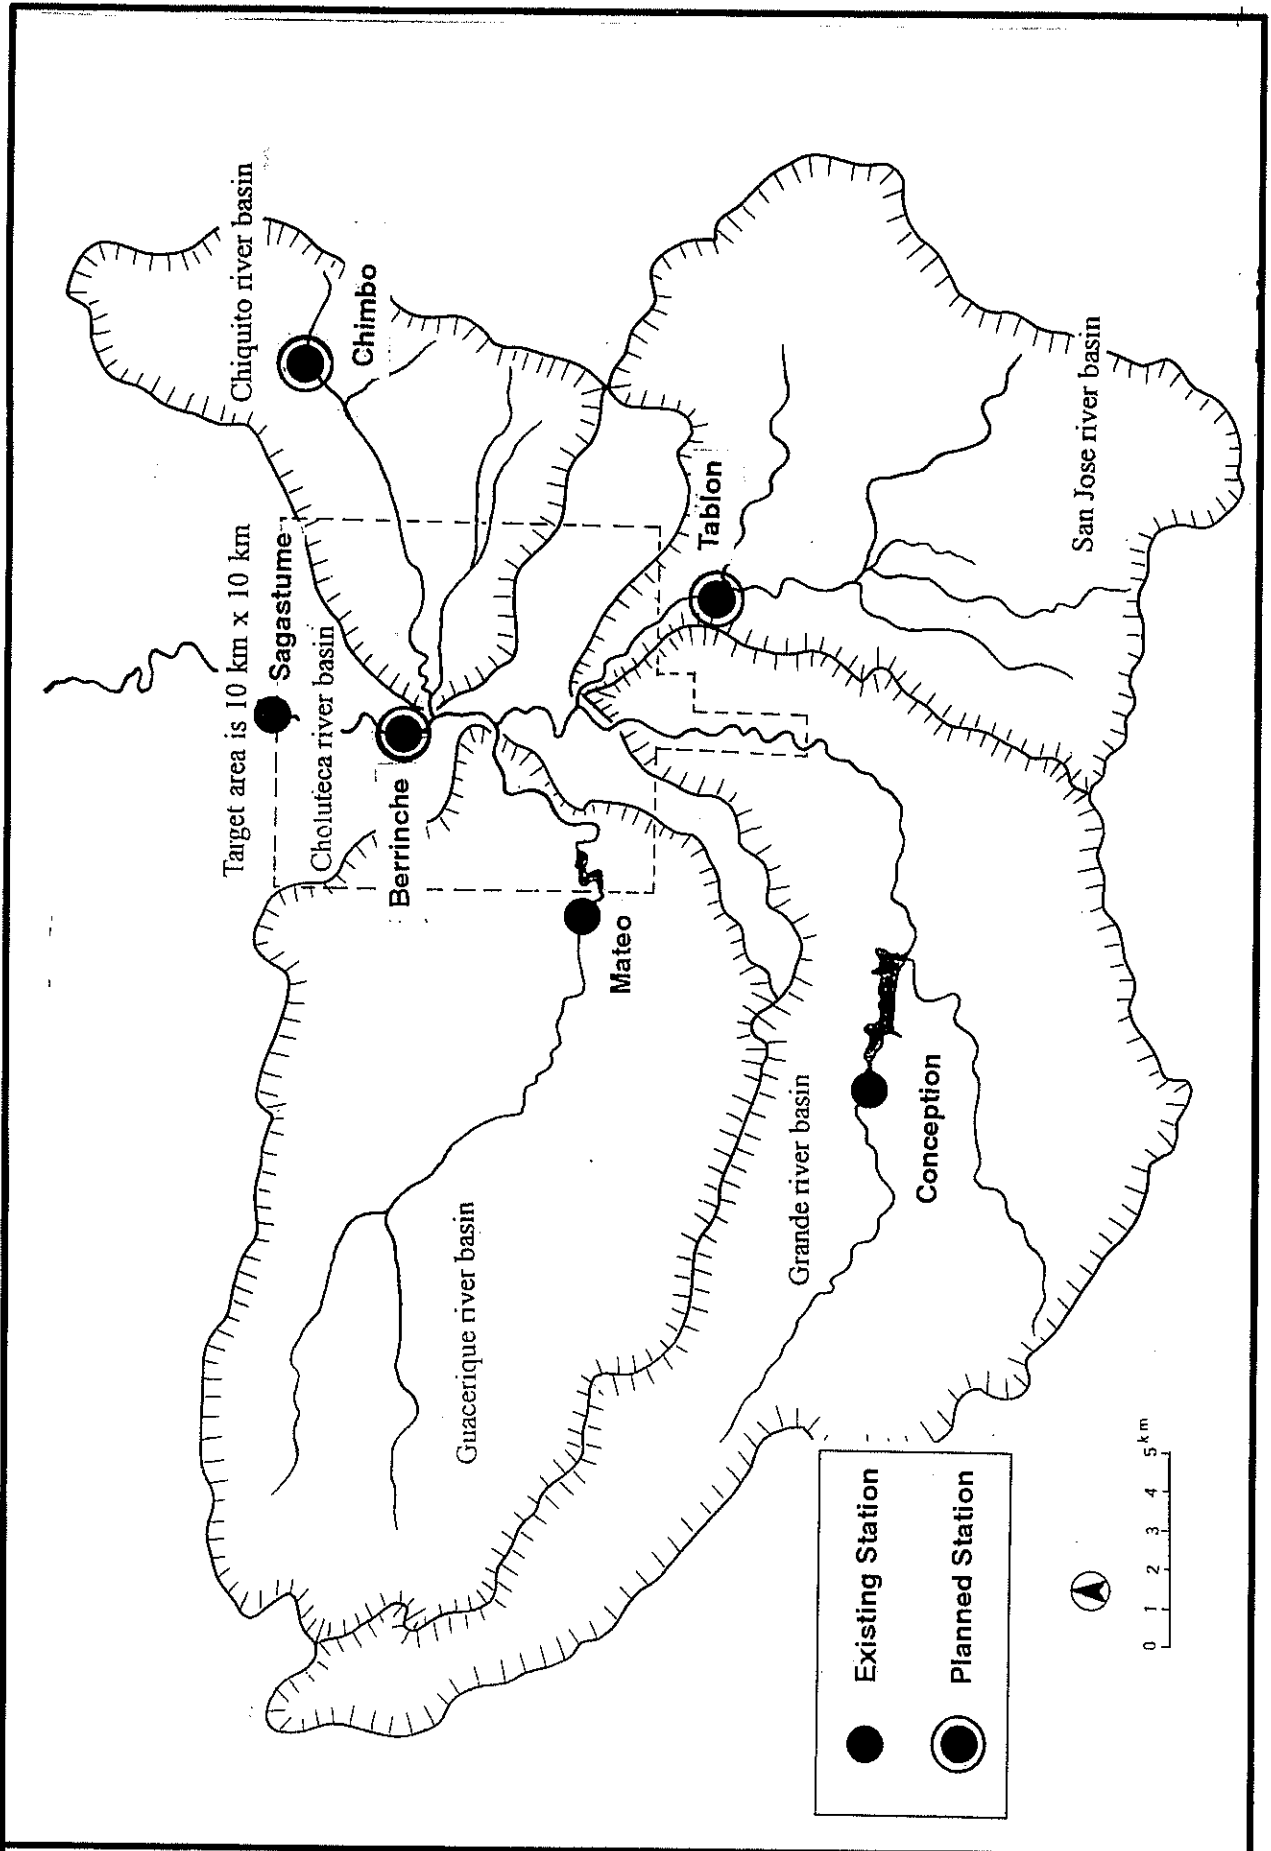 Target area is 10 km x 10 km
Sagastume
Choluteca river basin
Chiquito river basin
Chimbo
Berrinche
Mateo
Tablon
Guacerique river basin
Grande river basin
Conception
San Jose river basin
Existing Station
Planned Station
0 1 2 3 4 5 km